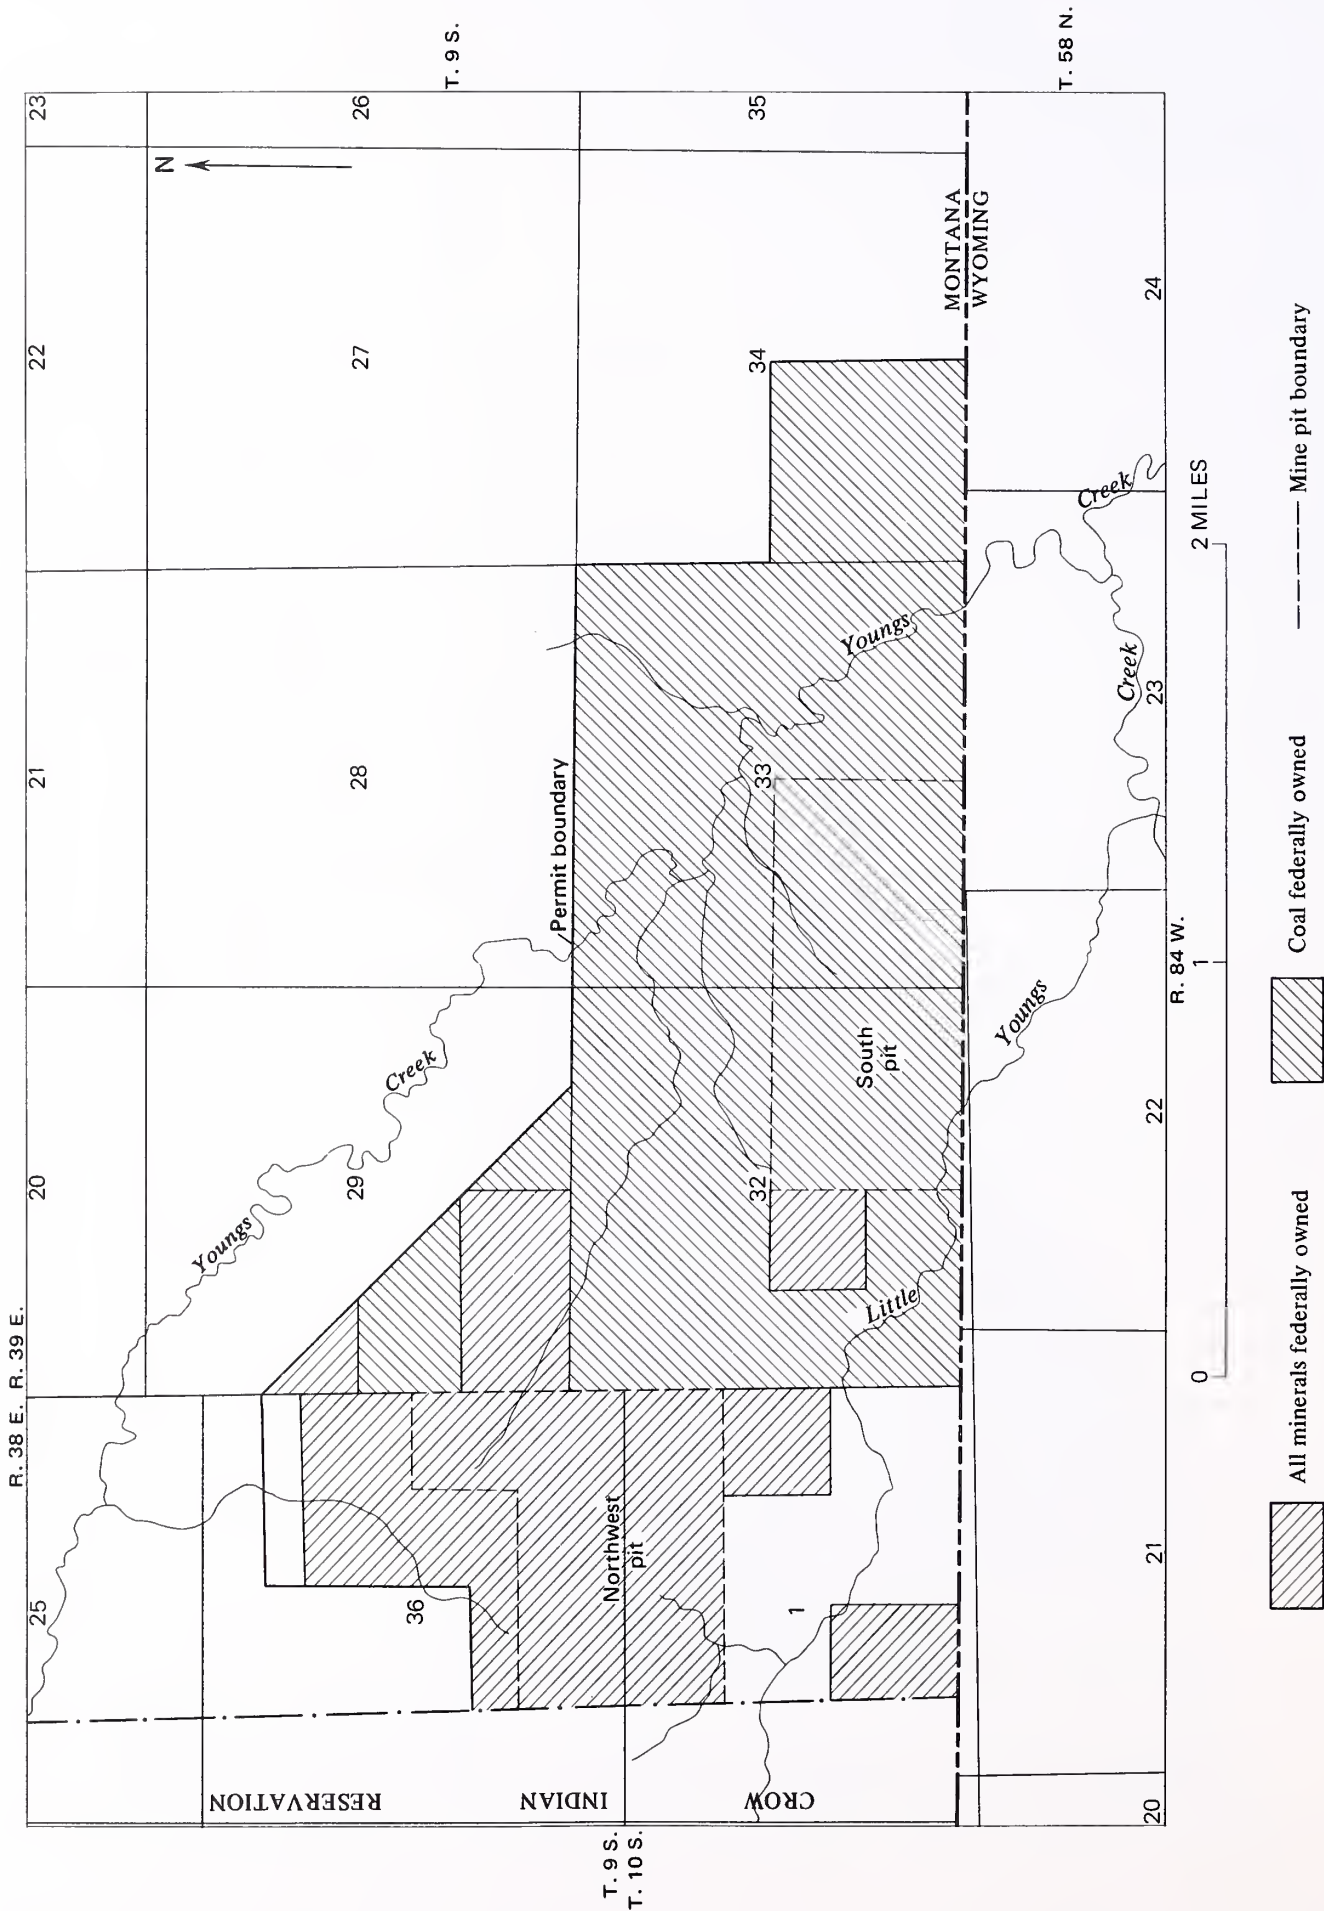 R. 38 E. R. 39 E.
25
20
21
22
23
T. 9 S.
N
Youngs
Creek
29
28
27
26
36
Permit boundary
RESERVATION
INDIAN
CROW
T. 9 S.
T. 10 S.
Northwest
pit
1
32
33
34
35
Little
Youngs
South
pit
Youngs
Creek
MONTANA
WYOMING
T. 58 N.
20
21
22
Creek
23
24
R. 84 W.
0
1
2 MILES
All minerals federally owned
Coal federally owned
Mine pit boundary